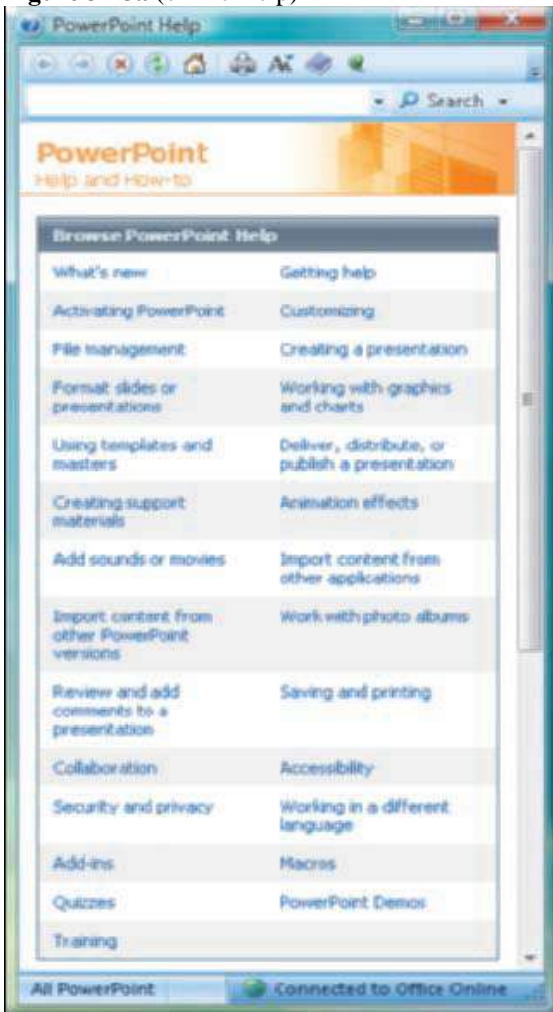 PowerPoint Help
Search
PowerPoint
Help and How-to
Browse PowerPoint Help
What's new
Getting help
Activating PowerPoint
Customizing
File management
Creating a presentation
Format slides or
presentations
Working with graphics
and charts
Using templates and
masters
Deliver, distribute, or
publish a presentation
Creating support
materials
Animation effects
Add sounds or movies
Import content from
other applications
Import content from
other PowerPoint
versions
Work with photo albums
Review and add
comments to a
presentation
Saving and printing
Collaboration
Accessibility
Security and privacy
Working in a different
language
Add-ins
Macros
Quizzes
PowerPoint Demos
Training
All PowerPoint
Connected to Office Online